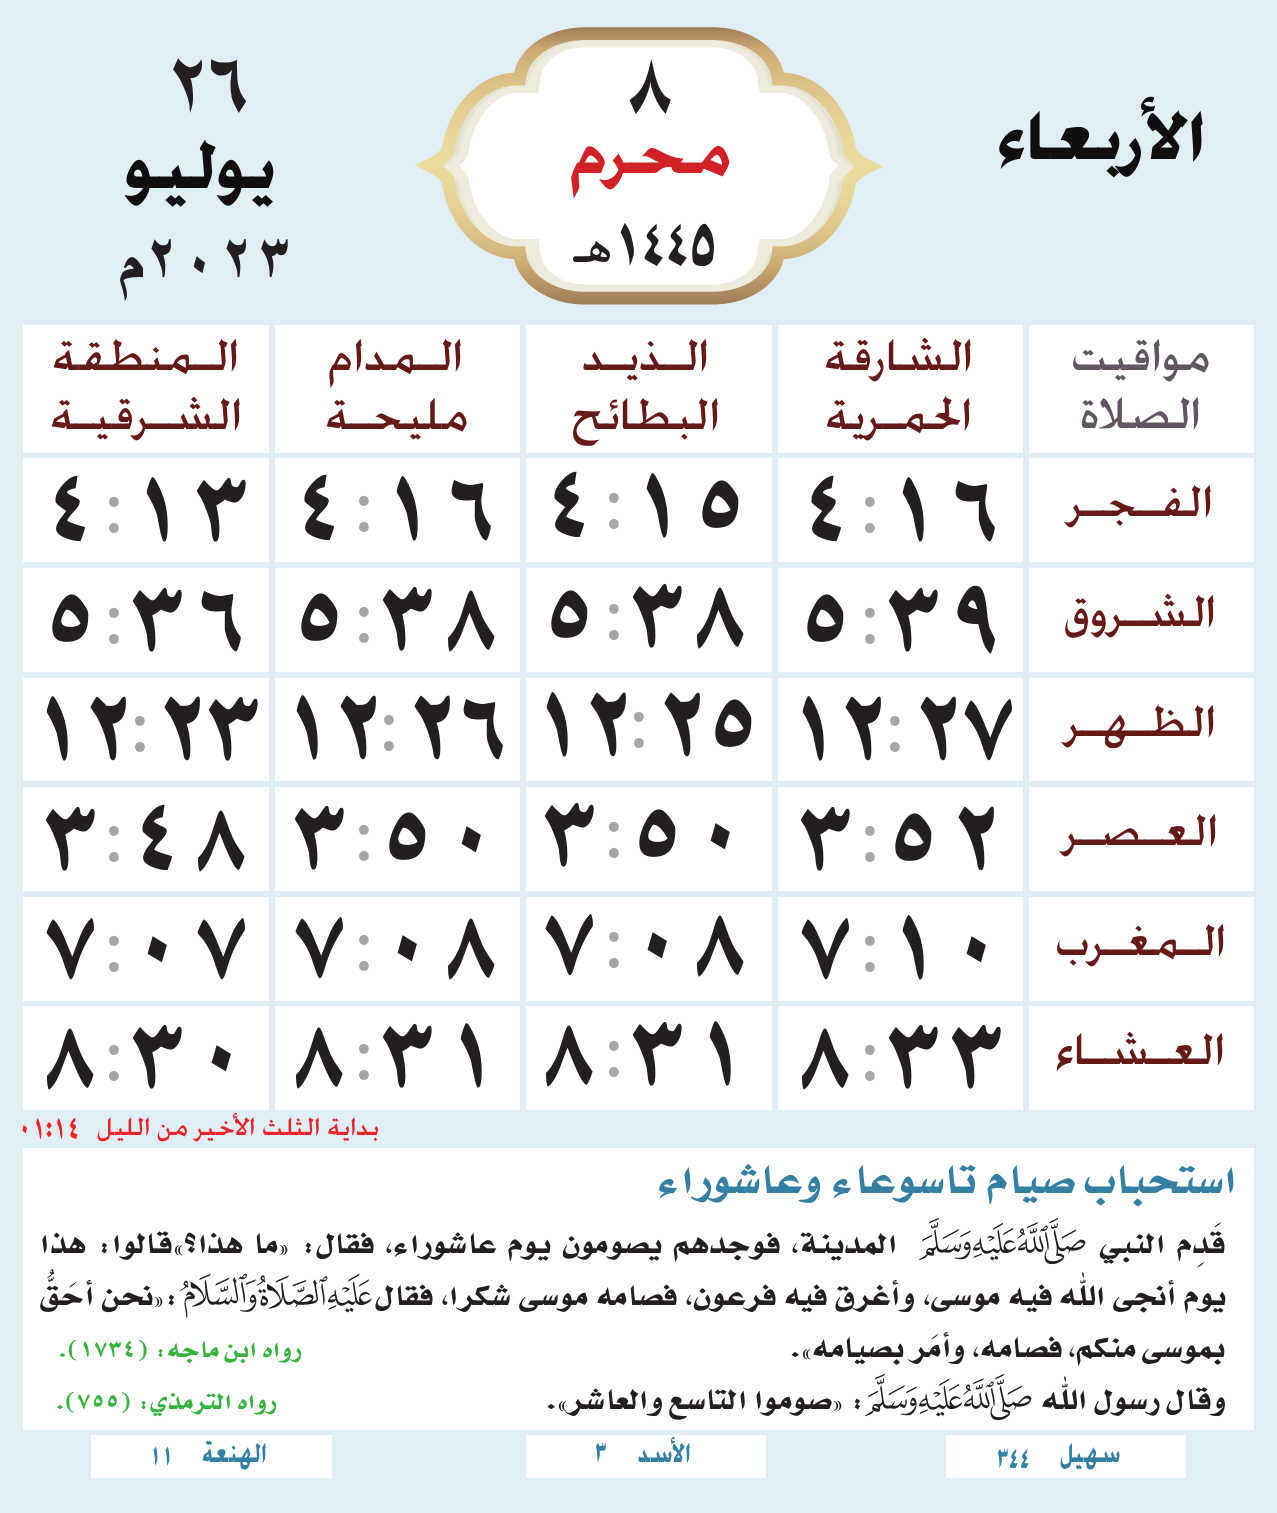 الأربعاء
٨
محرم
١٤٤٥هـ
٢٦
يوليو
٢٠٢٣م
مواقيت الصلاة
الشارقة الحمرية
الذيد البطائح
المدام مليحة
المنطقة الشرقية
الفجر ٤:١٦ ٤:١٥ ٤:١٦ ٤:١٣
الشروق ٥:٣٩ ٥:٣٨ ٥:٣٨ ٥:٣٦
الظهر ١٢:٢٧ ١٢:٢٥ ١٢:٢٦ ١٢:٢٣
العصر ٣:٥٢ ٣:٥٠ ٣:٥٠ ٣:٤٨
المغرب ٧:١٠ ٧:٠٨ ٧:٠٨ ٧:٠٧
العشاء ٨:٣٣ ٨:٣١ ٨:٣١ ٨:٣٠
بداية الثلث الأخير من الليل ٠١:١٤
استحباب صيام تاسوعاء وعاشوراء
قَدِم النبي صَلَّى اللَّهُ عَلَيْهِ وَسَلَّمَ المدينة، فوجدهم يصومون يوم عاشوراء، فقال: «ما هذا؟» قالوا: هذا
يوم أنجى الله فيه موسى، وأغرق فيه فرعون، فصامه موسى شكرا، فقال عَلَيْهِ الصَّلَاةُ وَالسَّلَامُ: «نحن أحَقُّ
بموسى منكم، فصامه، وأمَر بصيامه». رواه ابن ماجه: (١٧٣٤).
وقال رسول الله صَلَّى اللَّهُ عَلَيْهِ وَسَلَّمَ: «صوموا التاسع والعاشر». رواه الترمذي: (٧٥٥).
سهيل ٣٤٤
الأسد ٣
الهنعة ١١